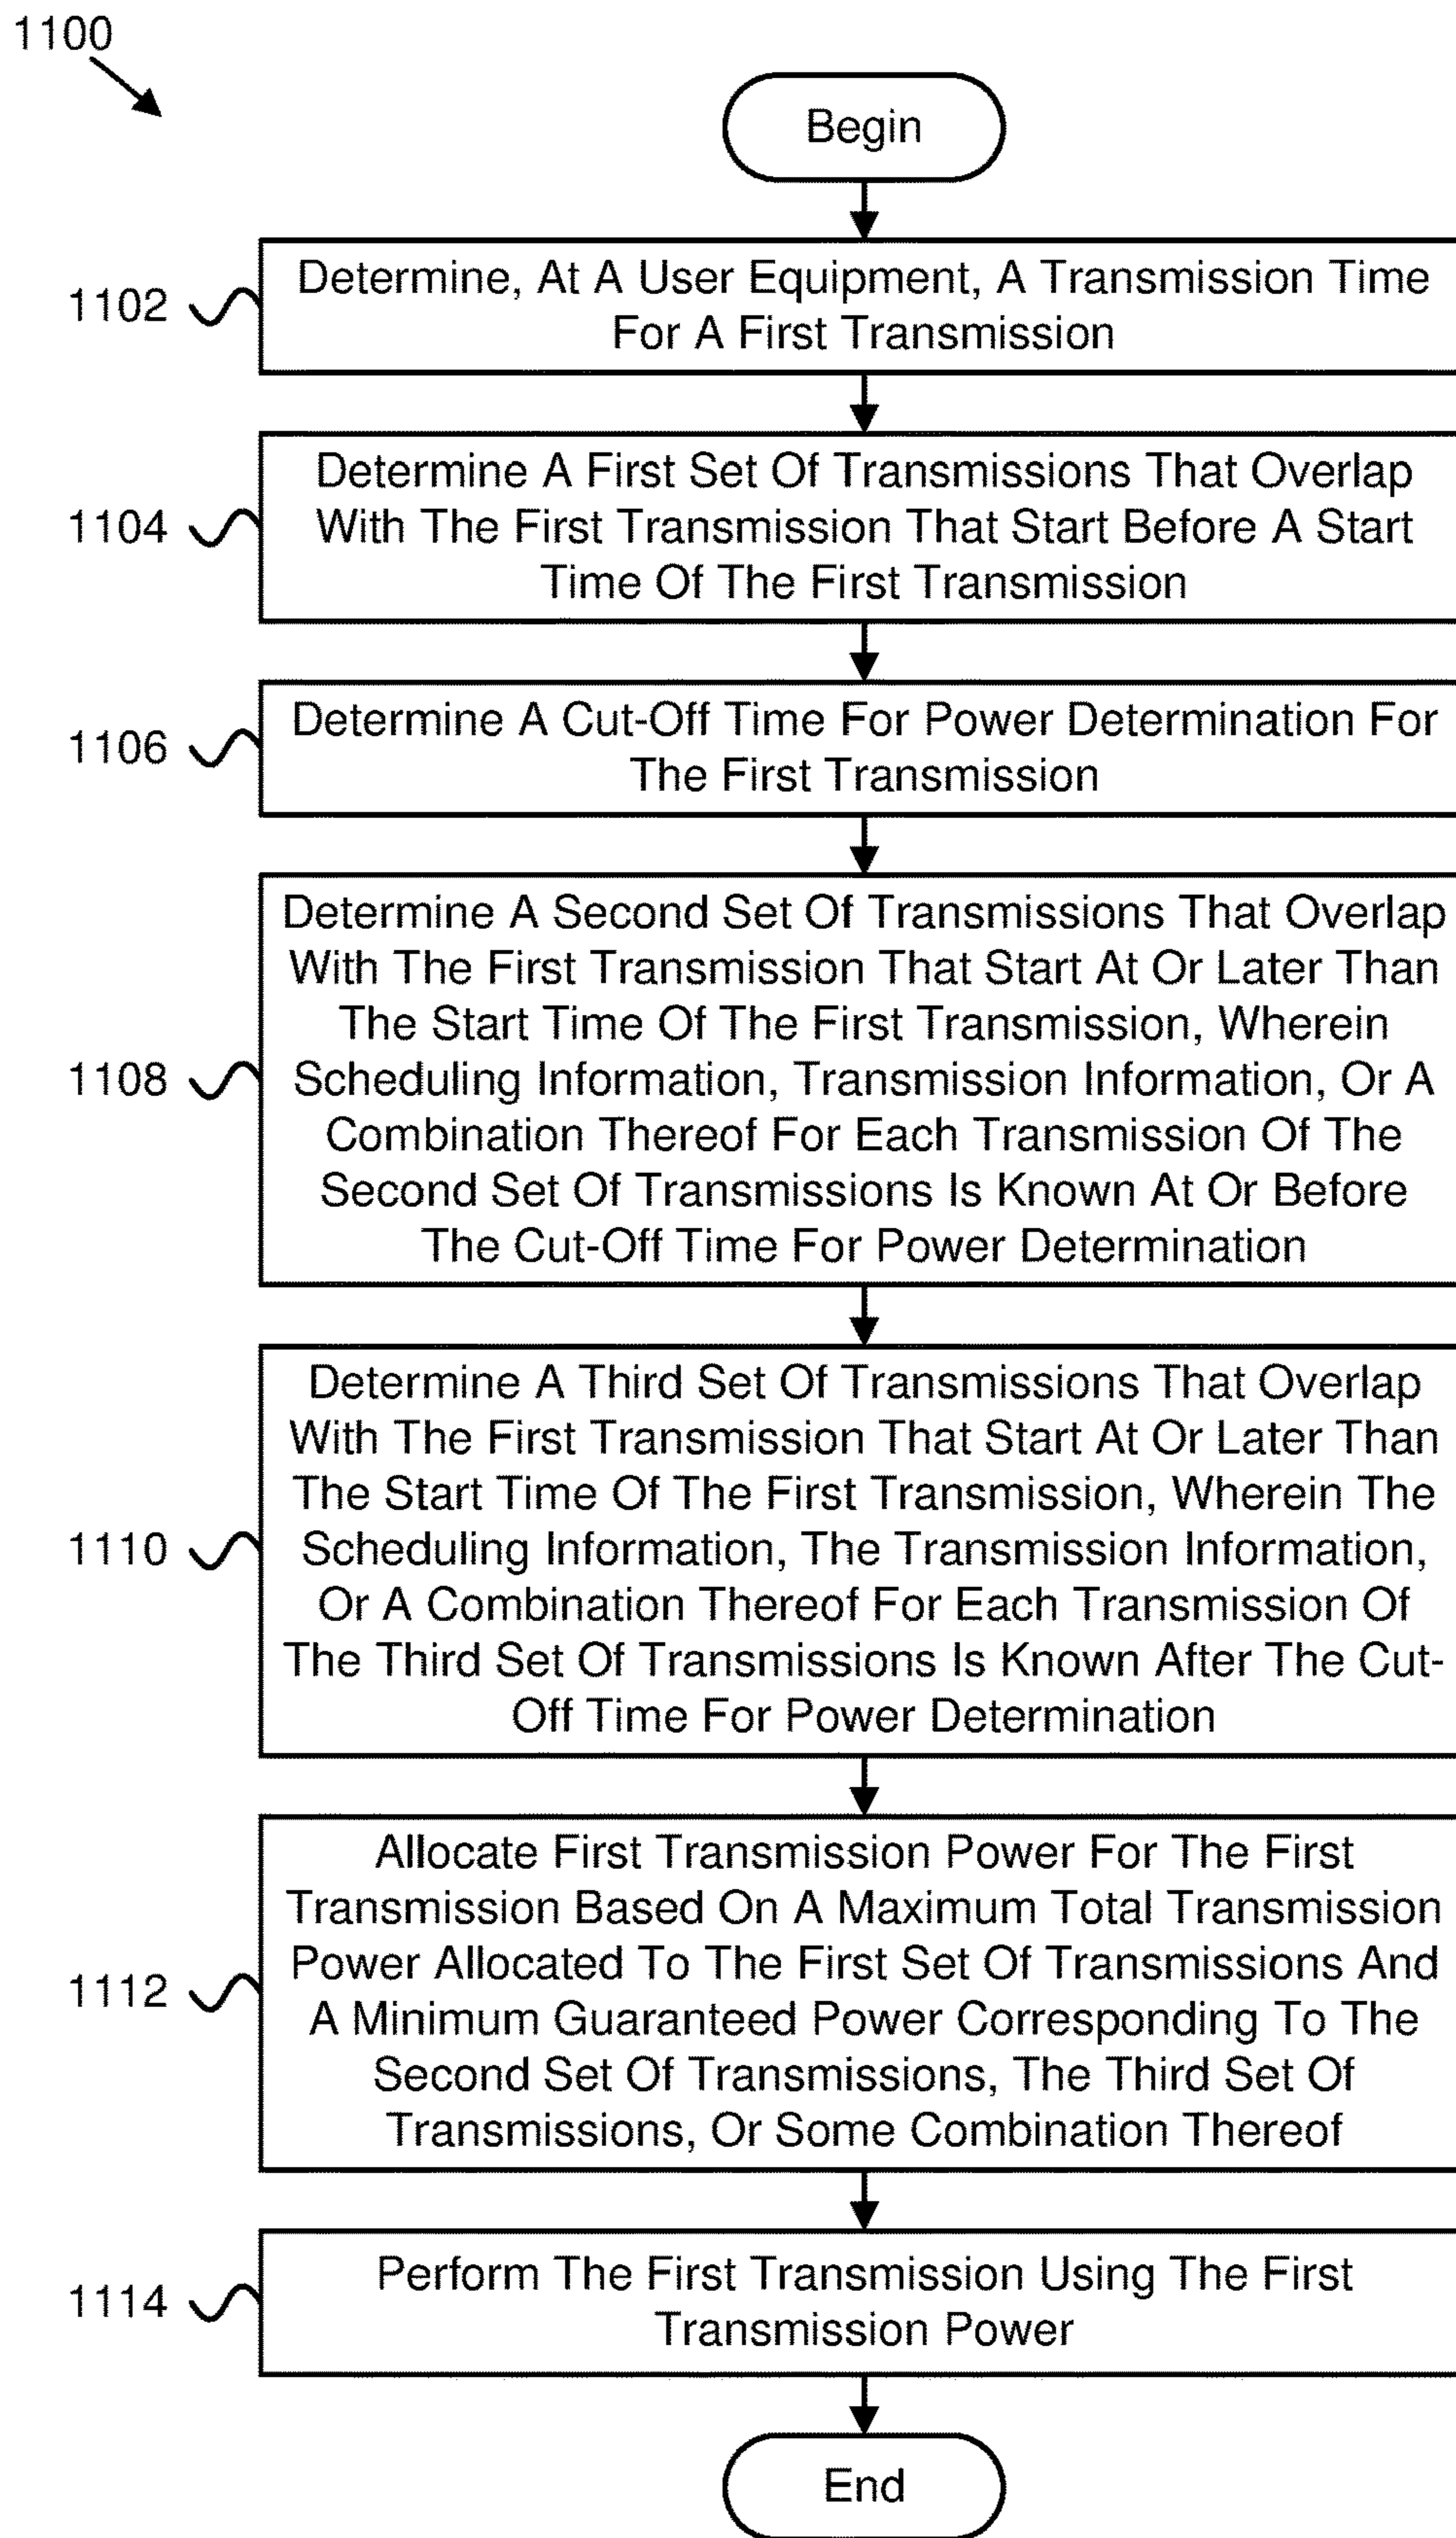 1100
Begin
1102
Determine, At A User Equipment, A Transmission Time
For A First Transmission
1104
Determine A First Set Of Transmissions That Overlap
With The First Transmission That Start Before A Start
Time Of The First Transmission
1106
Determine A Cut-Off Time For Power Determination For
The First Transmission
1108
Determine A Second Set Of Transmissions That Overlap
With The First Transmission That Start At Or Later Than
The Start Time Of The First Transmission, Wherein
Scheduling Information, Transmission Information, Or A
Combination Thereof For Each Transmission Of The
Second Set Of Transmissions Is Known At Or Before
The Cut-Off Time For Power Determination
1110
Determine A Third Set Of Transmissions That Overlap
With The First Transmission That Start At Or Later Than
The Start Time Of The First Transmission, Wherein The
Scheduling Information, The Transmission Information,
Or A Combination Thereof For Each Transmission Of
The Third Set Of Transmissions Is Known After The Cut-
Off Time For Power Determination
1112
Allocate First Transmission Power For The First
Transmission Based On A Maximum Total Transmission
Power Allocated To The First Set Of Transmissions And
A Minimum Guaranteed Power Corresponding To The
Second Set Of Transmissions, The Third Set Of
Transmissions, Or Some Combination Thereof
1114
Perform The First Transmission Using The First
Transmission Power
End